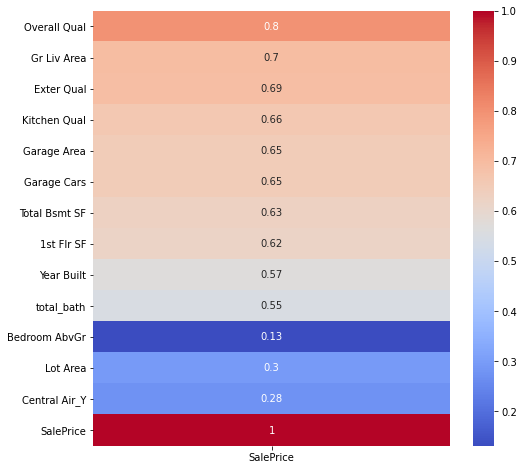 Overall Qual 0.8
Gr Liv Area 0.7
Exter Qual 0.69
Kitchen Qual 0.66
Garage Area 0.65
Garage Cars 0.65
Total Bsmt SF 0.63
1st Flr SF 0.62
Year Built 0.57
total_bath 0.55
Bedroom AbvGr 0.13
Lot Area 0.3
Central Air_Y 0.28
SalePrice 1
SalePrice
1.0
0.9
0.8
0.7
0.6
0.5
0.4
0.3
0.2